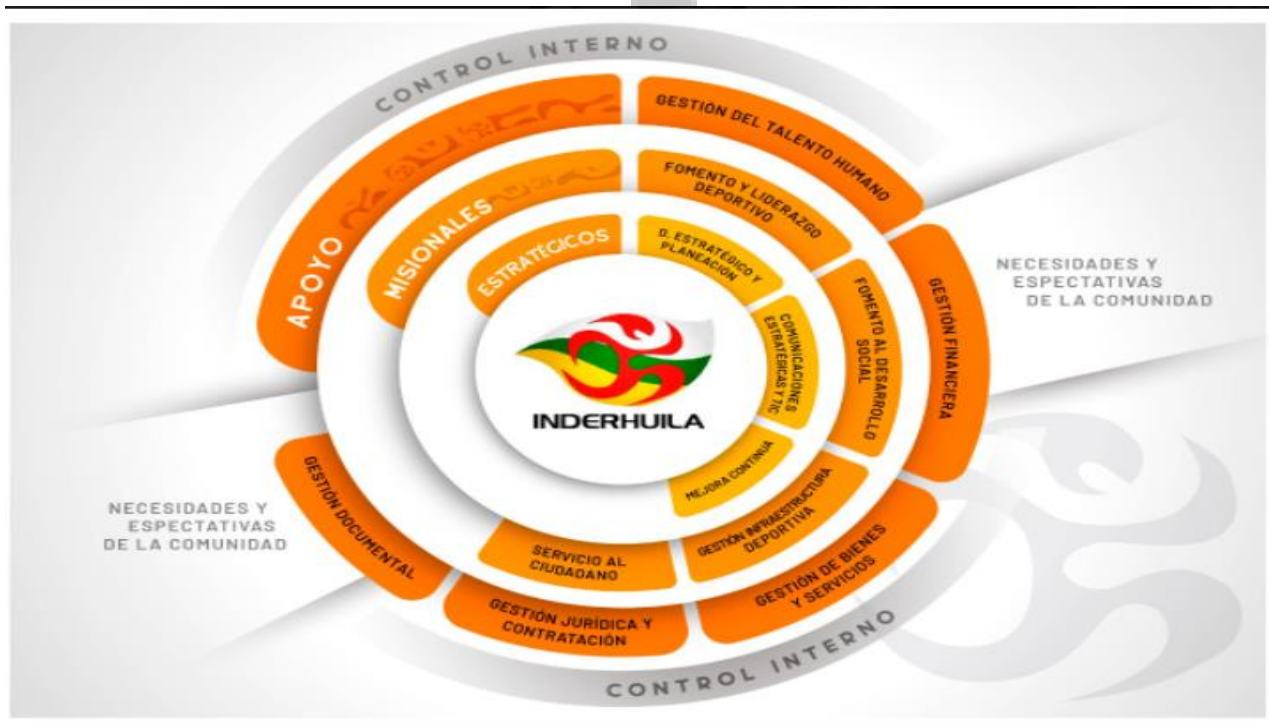 CONTROL INTERNO
APOYO
MISIONALES
ESTRATÉGICOS
GESTIÓN DEL TALENTO HUMANO
FOMENTO Y LIDERAZGO
DEPORTIVO
D. ESTRATÉGICO Y
PLANEACIÓN
COMUNICACIONES
ESTRATÉGICAS Y TIC
MEJORA CONTINUA
FOMENTO AL DESARROLLO
SOCIAL
GESTIÓN FINANCIERA
NECESIDADES Y
ESPECTATIVAS
DE LA COMUNIDAD
INDERHUILA
GESTIÓN INFRAESTRUCTURA
DEPORTIVA
GESTIÓN DE BIENES
Y SERVICIOS
SERVICIO AL
CIUDADANO
GESTIÓN JURÍDICA Y
CONTRATACIÓN
GESTIÓN DOCUMENTAL
NECESIDADES Y
ESPECTATIVAS
DE LA COMUNIDAD
CONTROL INTERNO